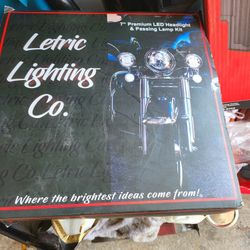 Letric
Lighting
Co.
7" Premium LED Headlight
& Passing Lamp Kit
Where the brightest ideas come from!